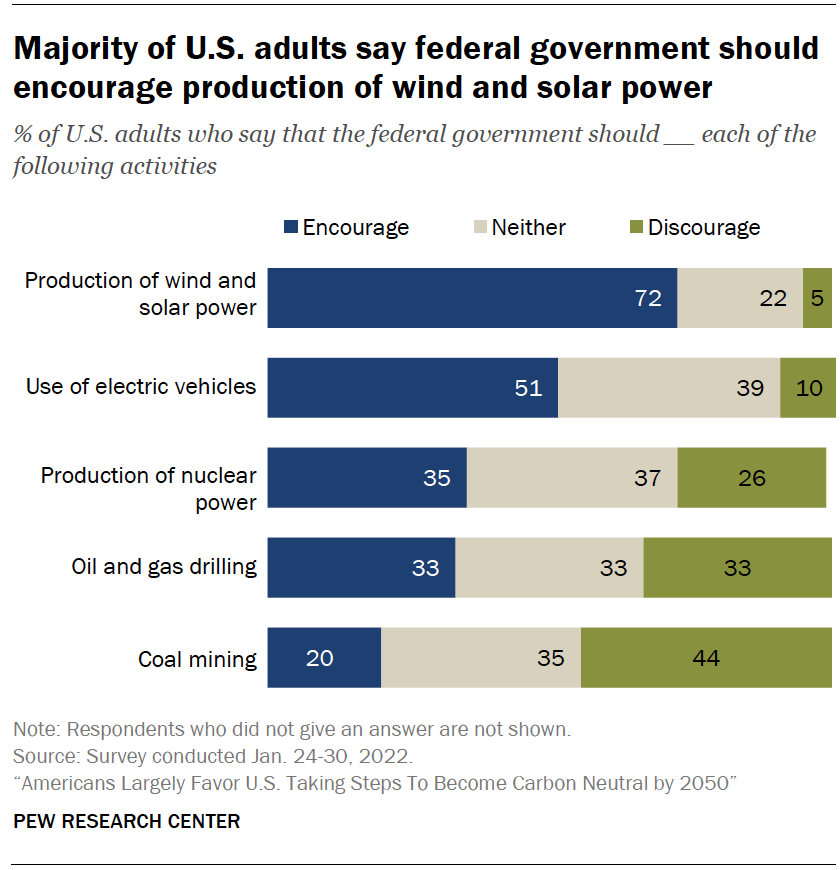 Majority of U.S. adults say federal government should
encourage production of wind and solar power
% of U.S. adults who say that the federal government should __ each of the
following activities
Encourage Neither Discourage
Production of wind and
solar power
72 22 5
Use of electric vehicles 51 39 10
Production of nuclear
power
35 37 26
Oil and gas drilling 33 33 33
Coal mining 20 35 44
Note: Respondents who did not give an answer are not shown.
Source: Survey conducted Jan. 24-30, 2022.
“Americans Largely Favor U.S. Taking Steps To Become Carbon Neutral by 2050”
PEW RESEARCH CENTER